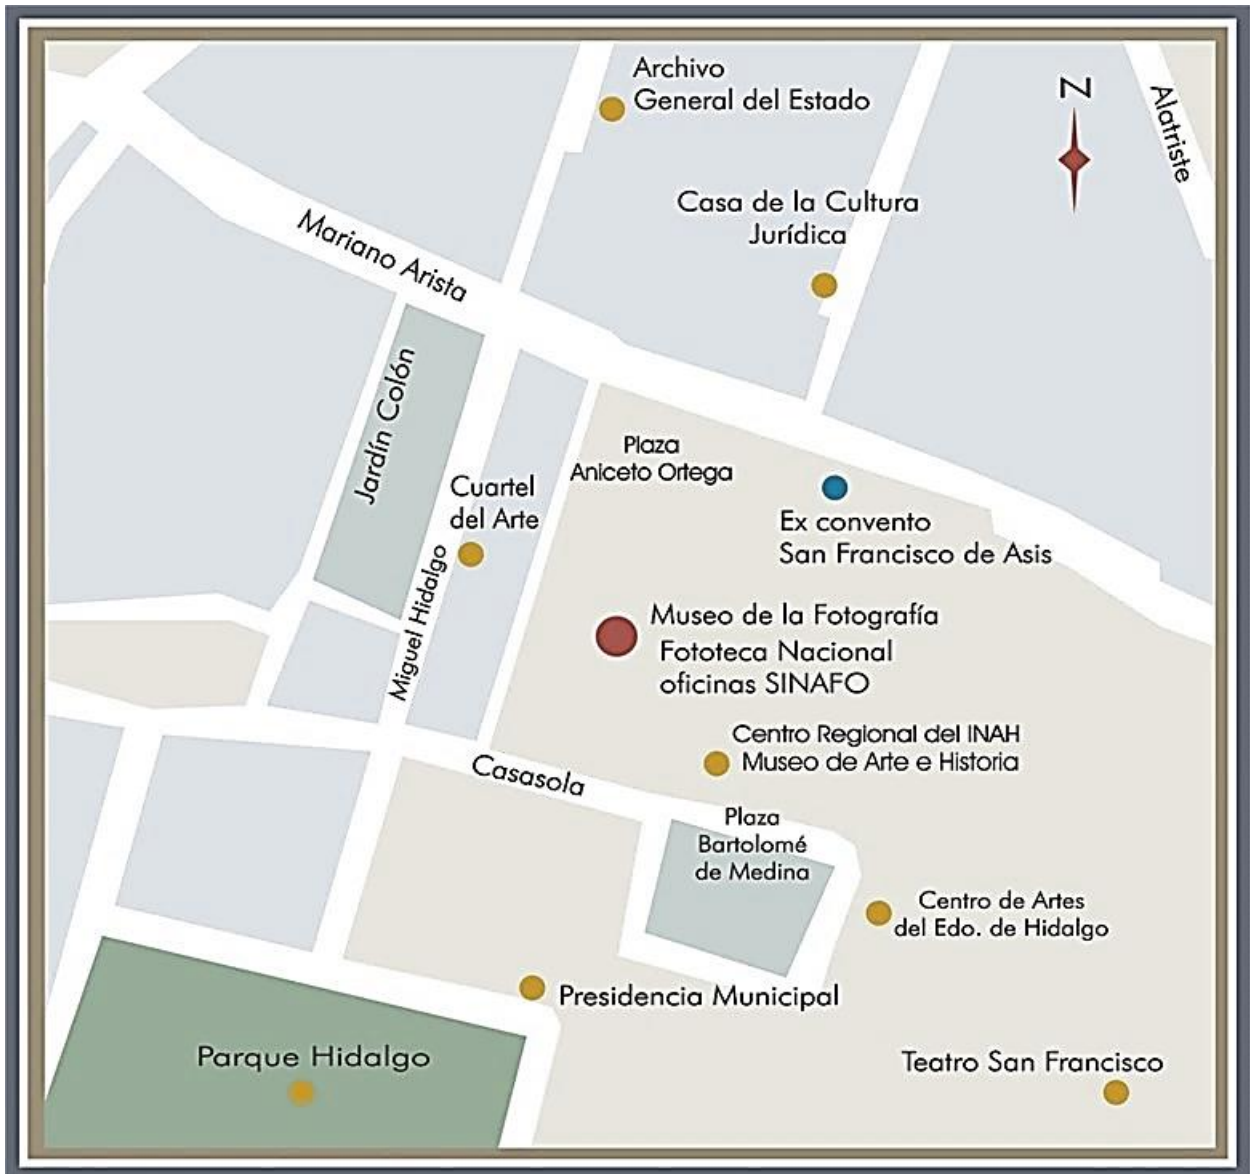 Archivo
General del Estado
N
Alatriste
Casa de la Cultura
Jurídica
Mariano Arista
Jardín Colón
Plaza
Aniceto Ortega
Cuartel
del Arte
Ex convento
San Francisco de Asis
Miguel Hidalgo
Museo de la Fotografía
Fototeca Nacional
oficinas SINAFO
Centro Regional del INAH
Museo de Arte e Historia
Casasola
Plaza
Bartolomé
de Medina
Centro de Artes
del Edo. de Hidalgo
Presidencia Municipal
Parque Hidalgo
Teatro San Francisco